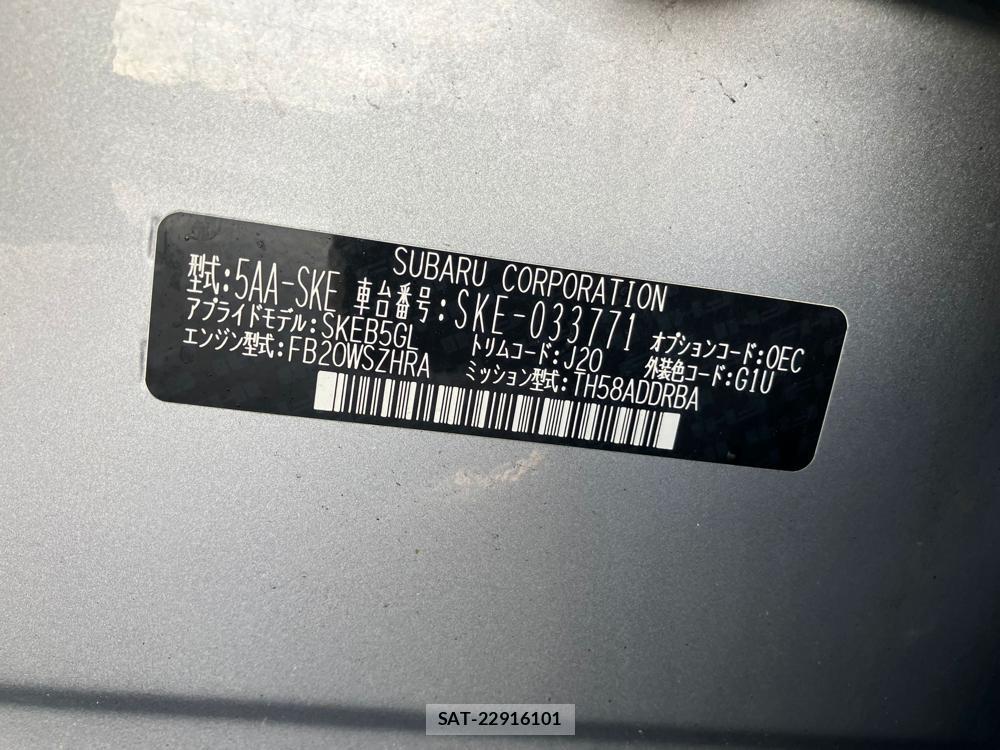 SUBARU CORPORATION
型式:5AA-SKE 車台番号:SKE-033771
アプライドモデル:SKEB5GL トリムコード:J20 オプションコード:OEC
エンジン型式:FB20WSZHRA ミッション型式:TH58ADDRBA 外装色コード:G1U
SAT-22916101